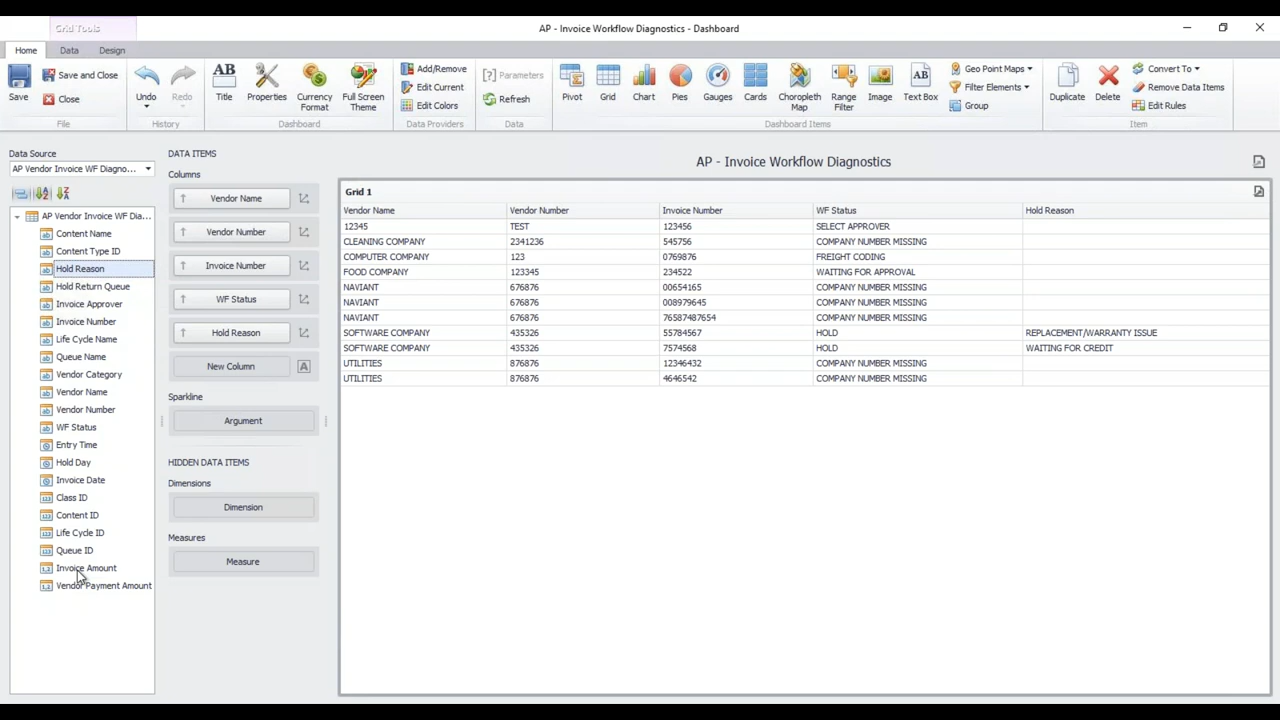 Grid Tools
AP - Invoice Workflow Diagnostics - Dashboard
Home Data Design
Save
Save and Close
Close
File
Undo
Redo
History
AB
Title
Properties
Currency Format
Full Screen Theme
Dashboard
Add/Remove
Edit Current
Edit Colors
Data Providers
Parameters
Refresh
Data
Pivot
Grid
Chart
Pies
Gauges
Cards
Choropleth Map
Range Filter
Image
AB
Text Box
Geo Point Maps
Filter Elements
Group
Dashboard Items
Duplicate
Delete
Convert To
Remove Data Items
Edit Rules
Item
Data Source
AP Vendor Invoice WF Diagno...
AP Vendor Invoice WF Dia...
Content Name
Content Type ID
Hold Reason
Hold Return Queue
Invoice Approver
Invoice Number
Life Cycle Name
Queue Name
Vendor Category
Vendor Name
Vendor Number
WF Status
Entry Time
Hold Day
Invoice Date
Class ID
Content ID
Life Cycle ID
Queue ID
Invoice Amount
Vendor Payment Amount
DATA ITEMS
Columns
Vendor Name
Vendor Number
Invoice Number
WF Status
Hold Reason
New Column
Sparkline
Argument
HIDDEN DATA ITEMS
Dimensions
Dimension
Measures
Measure
AP - Invoice Workflow Diagnostics
Grid 1
Vendor Name Vendor Number Invoice Number WF Status Hold Reason
12345 TEST 123456 SELECT APPROVER
CLEANING COMPANY 2341236 545756 COMPANY NUMBER MISSING
COMPUTER COMPANY 123 0769876 FREIGHT CODING
FOOD COMPANY 123345 234522 WAITING FOR APPROVAL
NAVIANT 676876 00654165 COMPANY NUMBER MISSING
NAVIANT 676876 008979645 COMPANY NUMBER MISSING
NAVIANT 676876 76587487654 COMPANY NUMBER MISSING
SOFTWARE COMPANY 435326 55784567 HOLD REPLACEMENT/WARRANTY ISSUE
SOFTWARE COMPANY 435326 7574568 HOLD WAITING FOR CREDIT
UTILITIES 876876 12346432 COMPANY NUMBER MISSING
UTILITIES 876876 4646542 COMPANY NUMBER MISSING